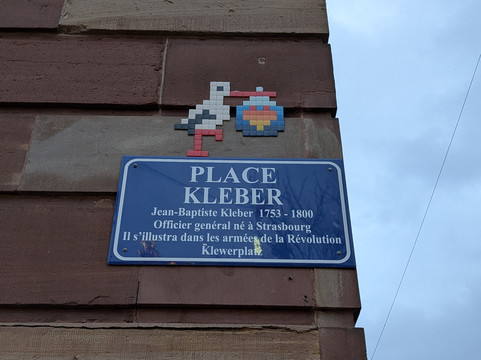 PLACE
KLEBER
Jean-Baptiste Kleber 1753 - 1800
Officier genéral né à Strasbourg
Il s'illustra dans les armées de la Révolution
Klewerplatz